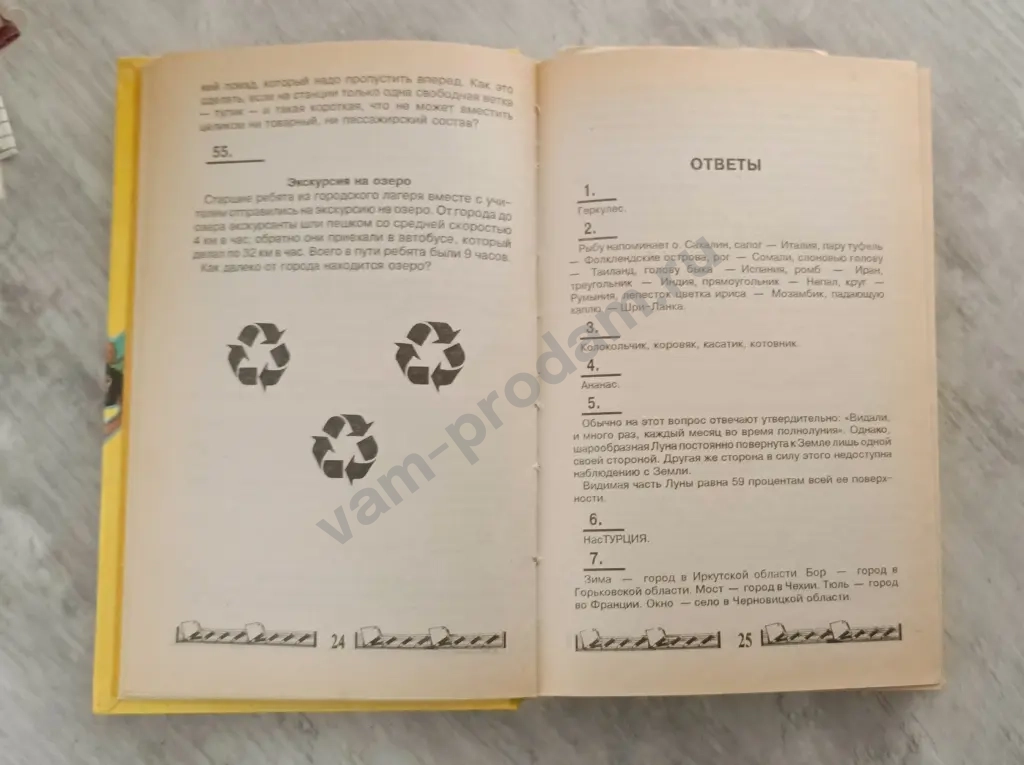 ний поезд, который надо пропустить вперед. Как это
сделать, если на станции только одна свободная ветка
— тупик — и такая короткая, что не может вместить
целиком ни товарный, ни пассажирский состав?
55.
Экскурсия на озеро
Старшие ребята из городского лагеря вместе с учи-
телями отправились на экскурсию на озеро. От города до
озера экскурсанты шли пешком со средней скоростью
4 км в час; обратно они приехали в автобусе, который
делал по 32 км в час. Всего в пути ребята были 9 часов.
Как далеко от города находится озеро?
24
ОТВЕТЫ
1.
Геркулес.
2.
Рыбу напоминает о. Сахалин, сапог — Италия, пару туфель
— Фолклендские острова, рог — Сомали, слоновью голову
— Таиланд, голову быка — Испания, ромб — Иран,
треугольник — Индия, прямоугольник — Непал, круг —
Румыния, лепесток цветка ириса — Мозамбик, падающую
каплю — Шри-Ланка.
3.
Колокольчик, коровяк, касатик, котовник.
4.
Ананас.
5.
Обычно на этот вопрос отвечают утвердительно: «Видали,
и много раз, каждый месяц во время полнолуния». Однако,
шарообразная Луна постоянно повернута к Земле лишь одной
своей стороной. Другая же сторона в силу этого недоступна
наблюдению с Земли.
Видимая часть Луны равна 59 процентам всей ее поверх-
ности.
6.
НасТУРЦИЯ.
7.
Зима — город в Иркутской области. Бор — город в
Горьковской области. Мост — город в Чехии. Тюль — город
во Франции. Окно — село в Черновицкой области.
25
vam-prodam.ru